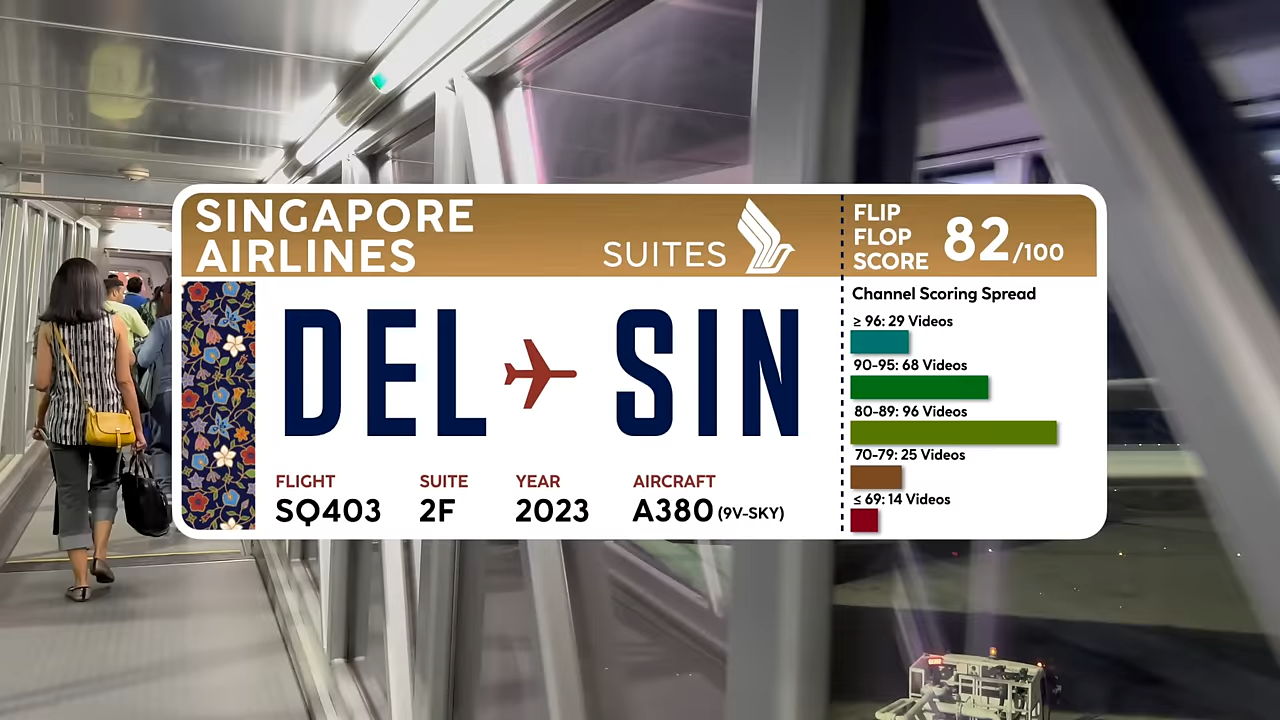 SINGAPORE
AIRLINES
SUITES
DEL SIN
FLIGHT SUITE YEAR AIRCRAFT
SQ403 2F 2023 A380 (9V-SKY)
FLIP
FLOP
SCORE
82/100
Channel Scoring Spread
≥ 96: 29 Videos
90-95: 68 Videos
80-89: 96 Videos
70-79: 25 Videos
≤ 69: 14 Videos